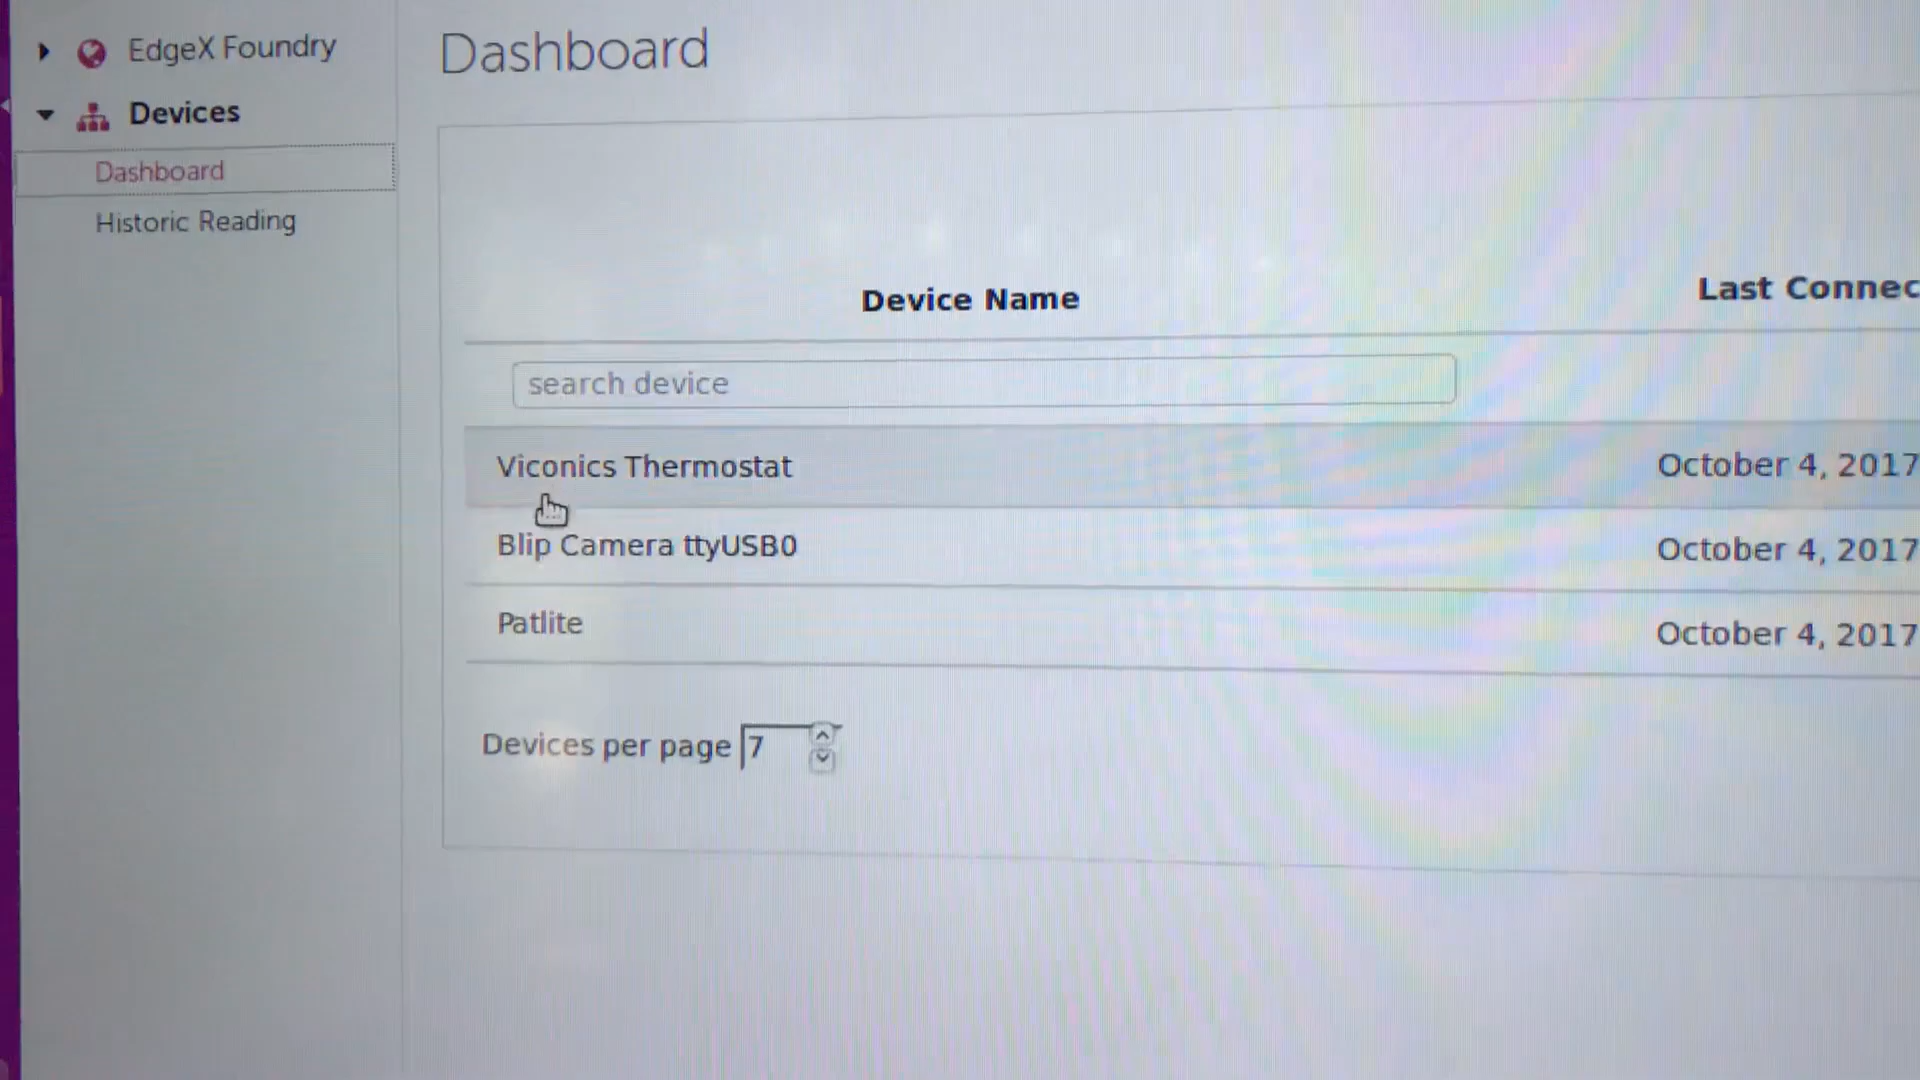 EdgeX Foundry
Devices
Dashboard
Historic Reading
Dashboard
Device Name
Last Connec
search device
Viconics Thermostat
October 4, 2017
Blip Camera ttyUSB0
October 4, 2017
Patlite
October 4, 2017
Devices per page 7